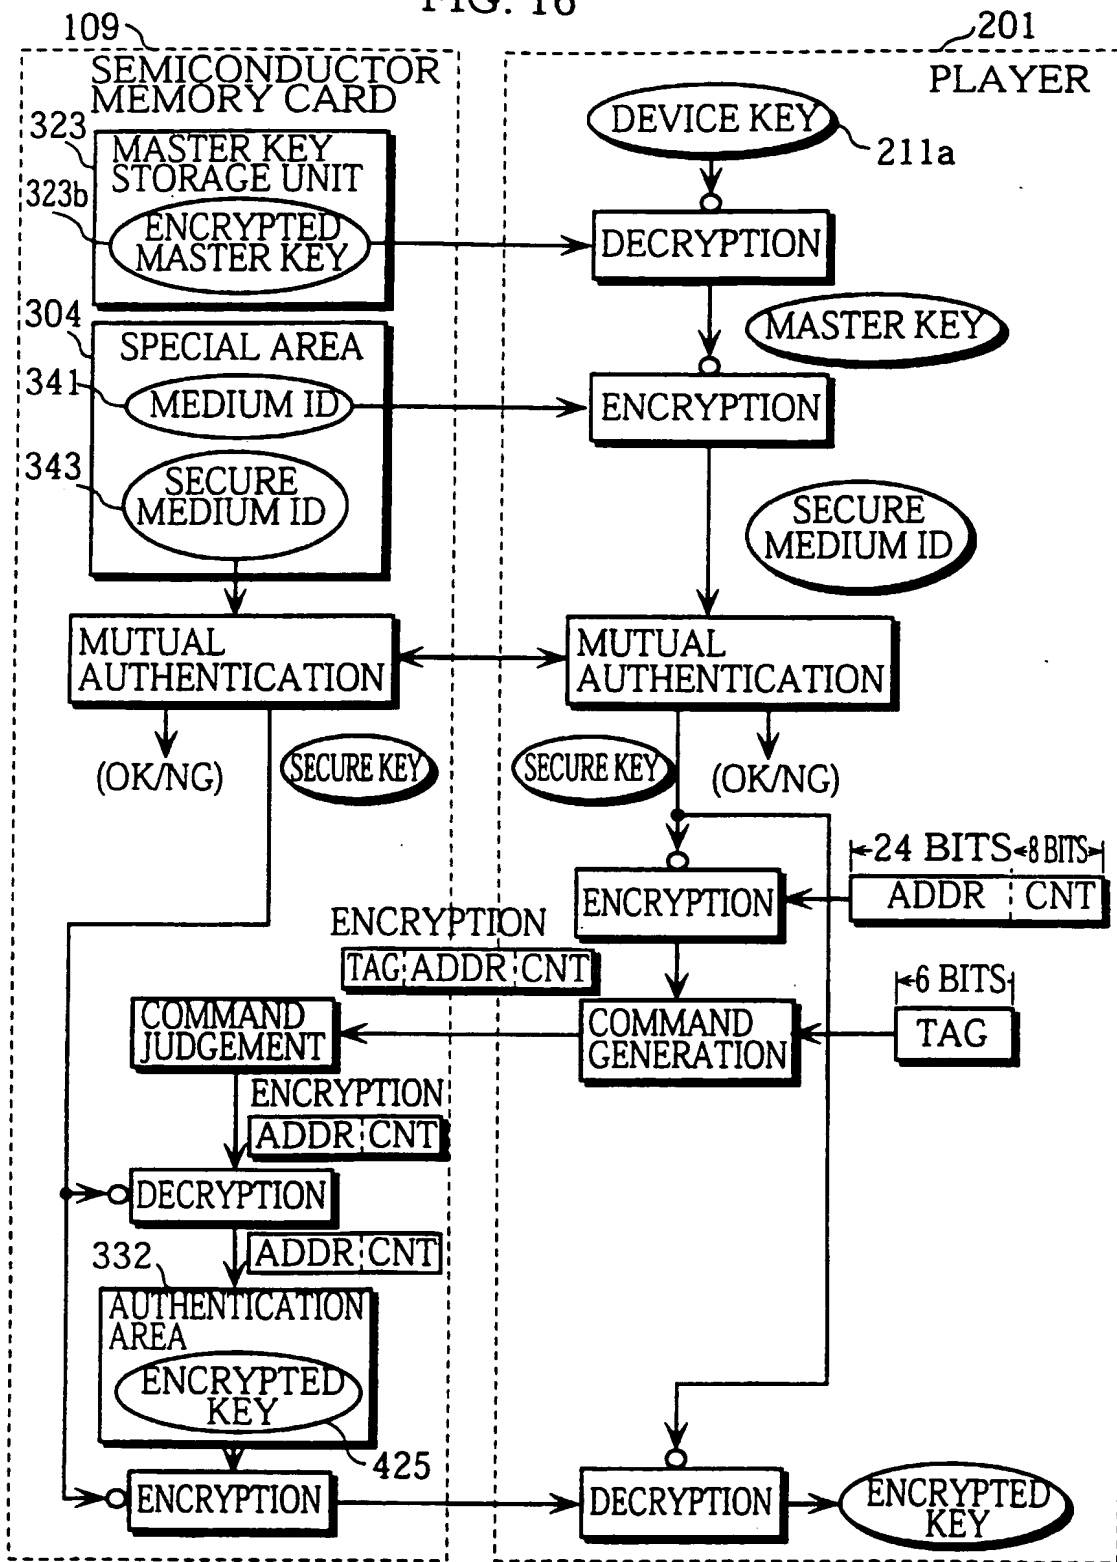 FIG. 16
109
201
SEMICONDUCTOR
MEMORY CARD
PLAYER
323
MASTER KEY
STORAGE UNIT
323b
ENCRYPTED
MASTER KEY
DEVICE KEY
211a
DECRYPTION
MASTER KEY
304
SPECIAL AREA
341
MEDIUM ID
ENCRYPTION
343
SECURE
MEDIUM ID
SECURE
MEDIUM ID
MUTUAL
AUTHENTICATION
MUTUAL
AUTHENTICATION
(OK/NG)
SECURE KEY
SECURE KEY
(OK/NG)
24 BITS
8 BITS
ENCRYPTION
ADDR
CNT
ENCRYPTION
TAG ADDR CNT
6 BITS
COMMAND
JUDGEMENT
COMMAND
GENERATION
TAG
ENCRYPTION
ADDR CNT
DECRYPTION
ADDR CNT
332
AUTHENTICATION
AREA
ENCRYPTED
KEY
425
ENCRYPTION
DECRYPTION
ENCRYPTED
KEY